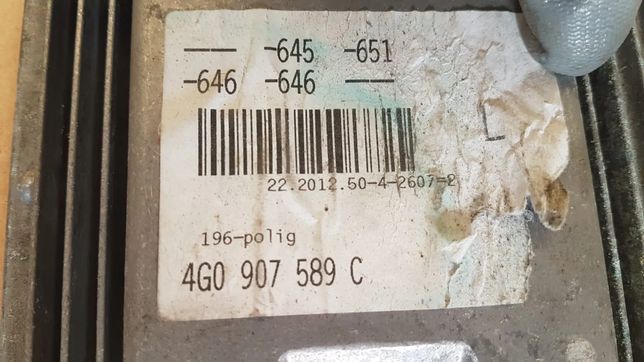 —— -645 -651
-646 -646 ——
22.2012.50-4-2607-2
196-polig
4G0 907 589 C